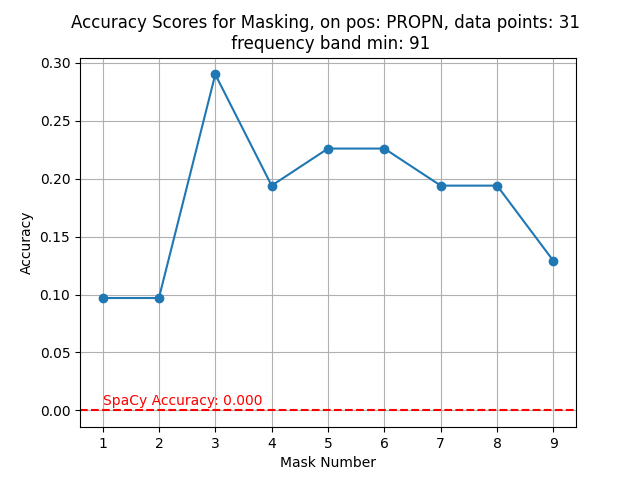 Accuracy Scores for Masking, on pos: PROPN, data points: 31
frequency band min: 91
0.30
0.25
0.20
0.15
0.10
0.05
0.00
Accuracy
SpaCy Accuracy: 0.000
1 2 3 4 5 6 7 8 9
Mask Number